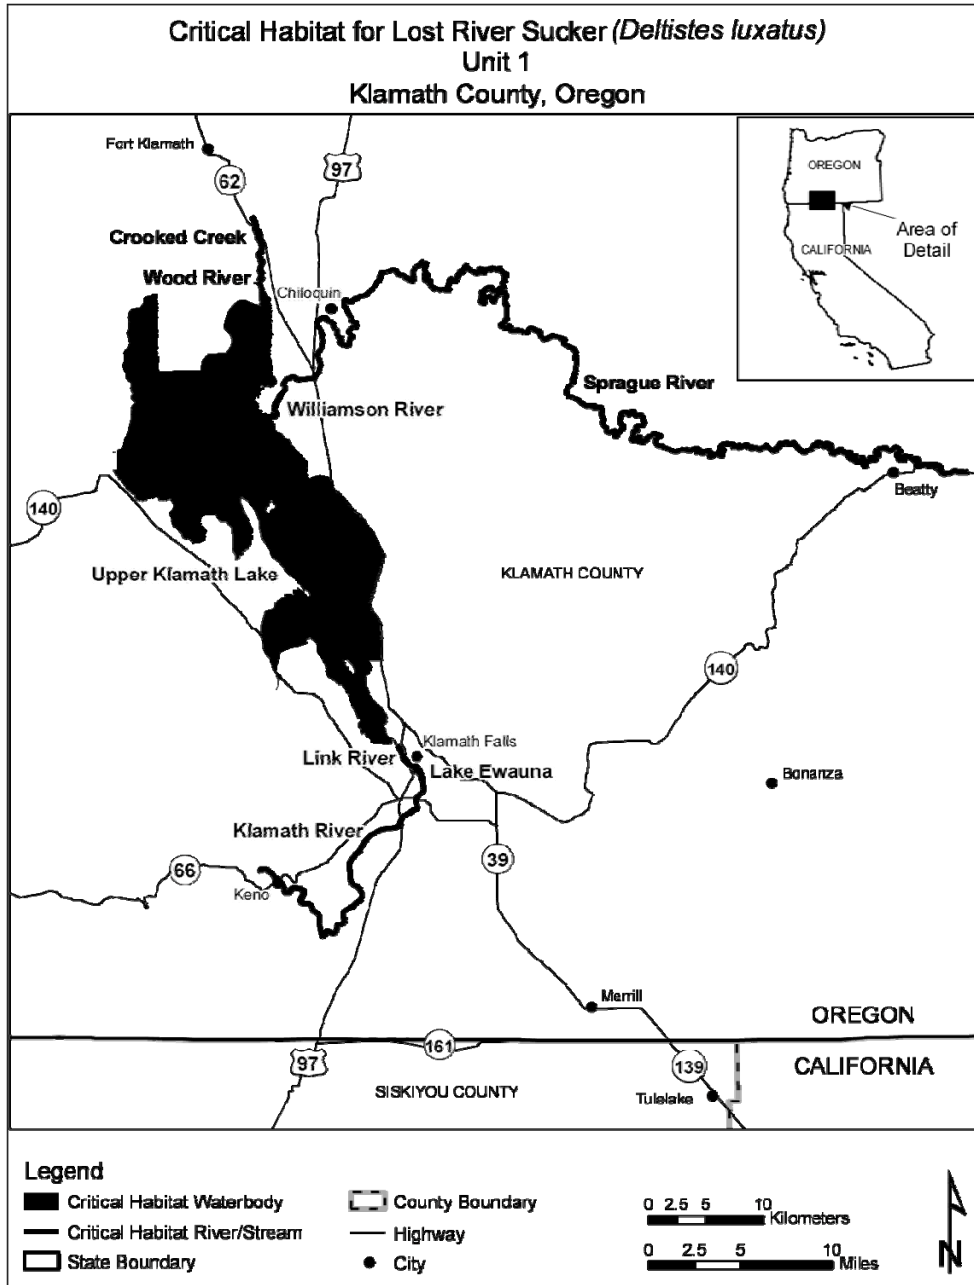 Critical Habitat for Lost River Sucker (Deltistes luxatus)
Unit 1
Klamath County, Oregon
Fort Klamath
97
62
OREGON
Crooked Creek
Area of
Detail
CALIFORNIA
Wood River
Chiloquin
Sprague River
Williamson River
Beatty
140
Upper Klamath Lake
KLAMATH COUNTY
140
Klamath Falls
Link River
Lake Ewauna
Bonanza
Klamath River
39
66
Keno
Merrill
OREGON
161
97
139
CALIFORNIA
SISKIYOU COUNTY
Tulelake
Legend
Critical Habitat Waterbody
Critical Habitat River/Stream
State Boundary
County Boundary
Highway
City
0 2.5 5 10
Kilometers
0 2.5 5 10
Miles
N